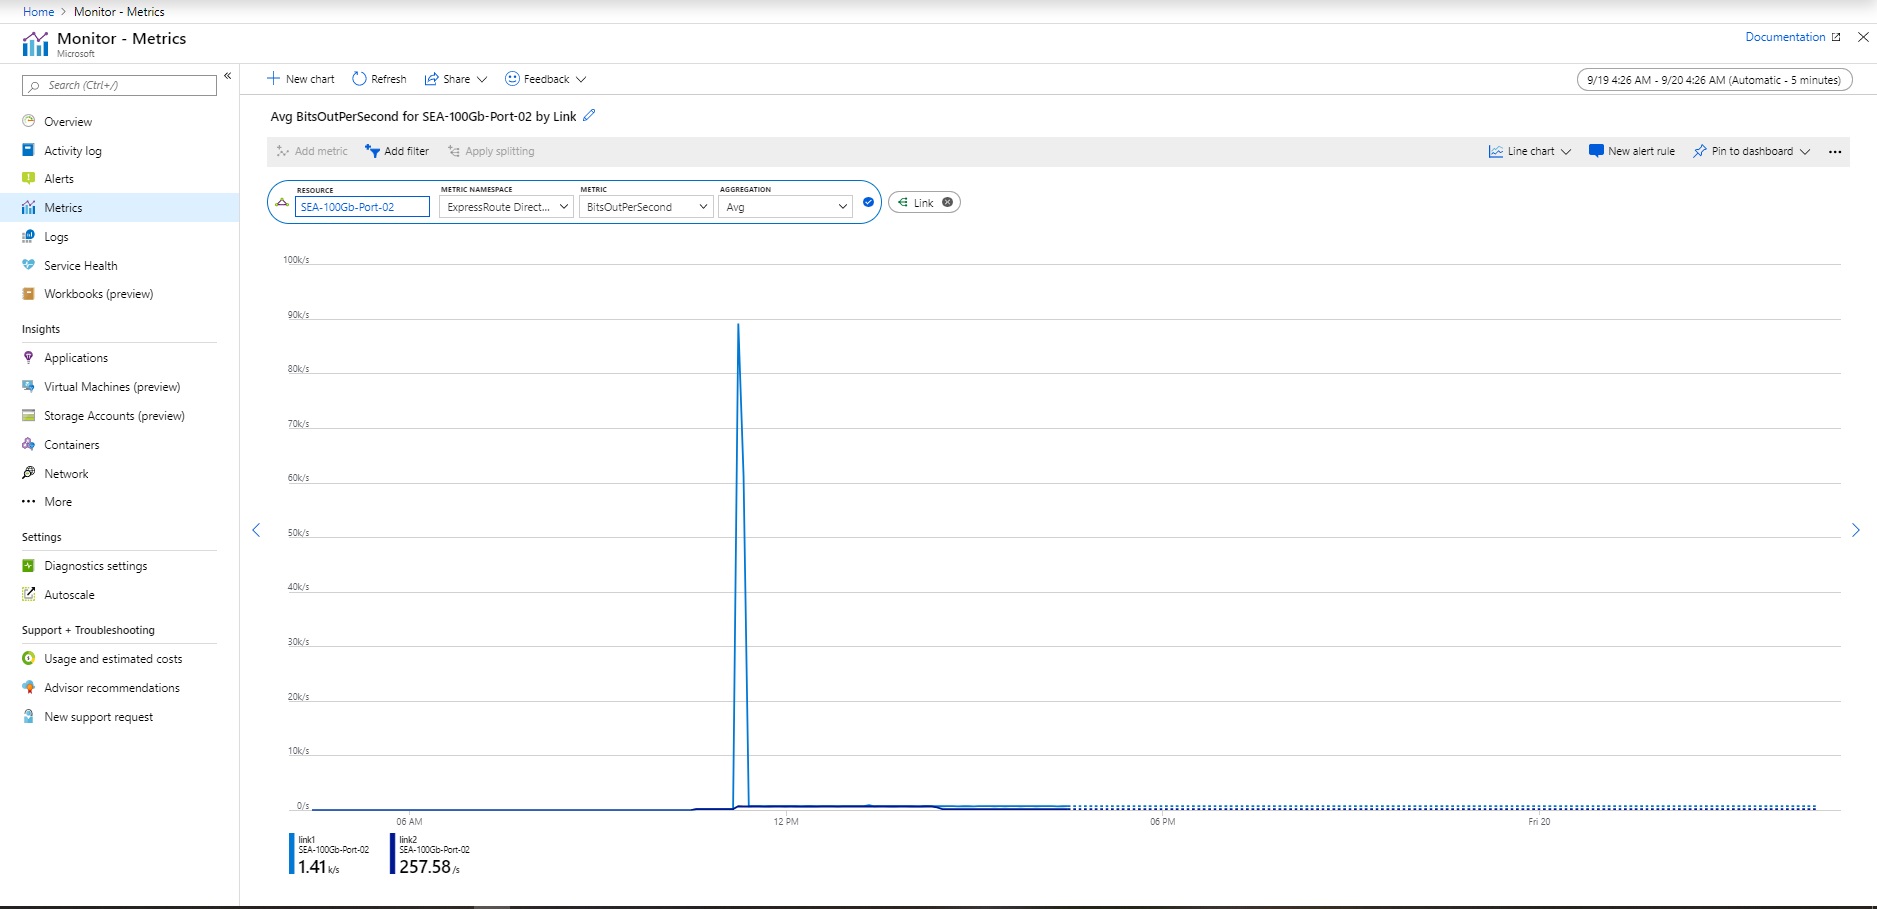 Home > Monitor - Metrics
Monitor - Metrics
Microsoft
Documentation
Search (Ctrl+/)
«
Overview
Activity log
Alerts
Metrics
Logs
Service Health
Workbooks (preview)
Insights
Applications
Virtual Machines (preview)
Storage Accounts (preview)
Containers
Network
More
Settings
Diagnostics settings
Autoscale
Support + Troubleshooting
Usage and estimated costs
Advisor recommendations
New support request
New chart Refresh Share Feedback
9/19 4:26 AM - 9/20 4:26 AM (Automatic - 5 minutes)
Avg BitsOutPerSecond for SEA-100Gb-Port-02 by Link
Add metric Add filter Apply splitting
Line chart New alert rule Pin to dashboard
RESOURCE METRIC NAMESPACE METRIC AGGREGATION
SEA-100Gb-Port-02 ExpressRoute Direct... BitsOutPerSecond Avg
Link
100k/s
90k/s
80k/s
70k/s
60k/s
50k/s
40k/s
30k/s
20k/s
10k/s
0/s
06 AM 12 PM 06 PM Fri 20
link1
SEA-100Gb-Port-02
1.41 k/s
link2
SEA-100Gb-Port-02
257.58 /s